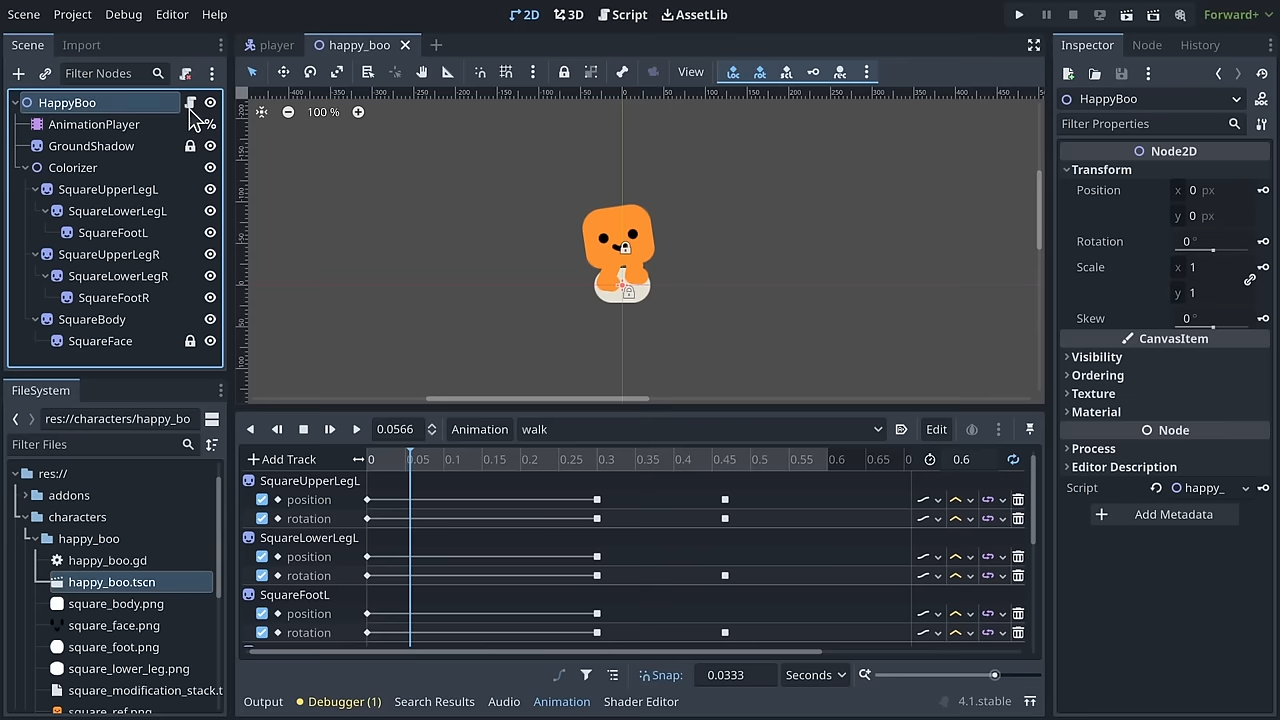 Scene Project Debug Editor Help 2D 3D Script AssetLib Forward+
Scene Import player happy_boo Inspector Node History
Filter Nodes View
HappyBoo
AnimationPlayer
GroundShadow
Colorizer
SquareUpperLegL
SquareLowerLegL
SquareFootL
SquareUpperLegR
SquareLowerLegR
SquareFootR
SquareBody
SquareFace
FileSystem
res://characters/happy_bo
Filter Files
res://
addons
characters
happy_boo
happy_boo.gd
happy_boo.tscn
square_body.png
square_face.png
square_foot.png
square_lower_leg.png
square_modification_stack.t
square_ref.png
100 %
0.0566 Animation walk Edit
Add Track 0 0.05 0.1 0.15 0.2 0.25 0.3 0.35 0.4 0.45 0.5 0.55 0.6 0.65 0 0.6
SquareUpperLegL
position
rotation
SquareLowerLegL
position
rotation
SquareFootL
position
rotation
Snap: 0.0333 Seconds
Output Debugger (1) Search Results Audio Animation Shader Editor 4.1.stable
HappyBoo
Filter Properties
Node2D
Transform
Position x 0 px
y 0 px
Rotation 0 °
Scale x 1
y 1
Skew 0 °
CanvasItem
Visibility
Ordering
Texture
Material
Node
Process
Editor Description
Script happy_
Add Metadata